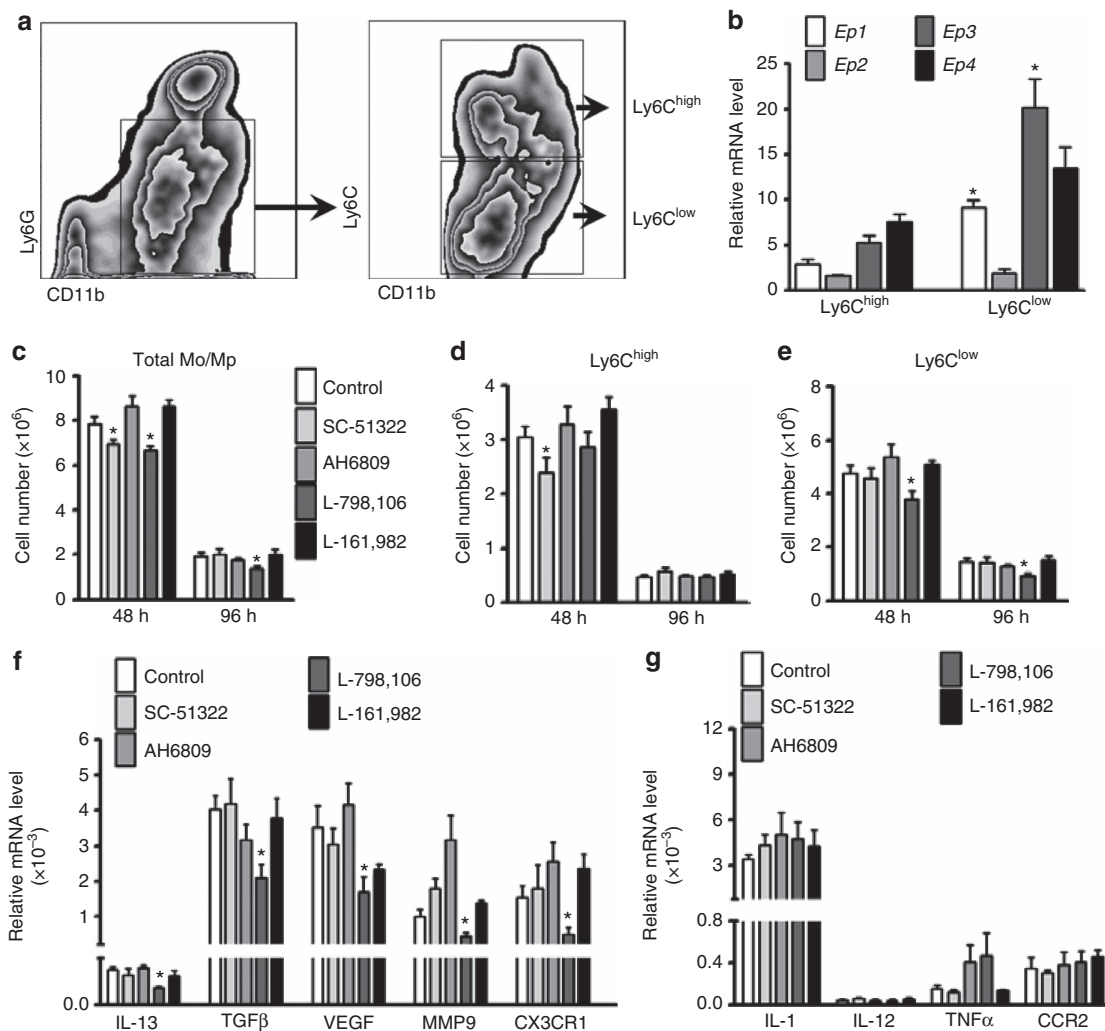 a
Ly6G
CD11b
Ly6C
CD11b
Ly6C^high
Ly6C^low
b
Ep1
Ep2
Ep3
Ep4
Relative mRNA level
25
20
15
10
5
0
*
*
Ly6C^high
Ly6C^low
c
Total Mo/Mp
Cell number (×10^6)
10
8
6
4
2
0
*
*
*
48 h
96 h
Control
SC-51322
AH6809
L-798,106
L-161,982
d
Ly6C^high
Cell number (×10^6)
4
3
2
1
0
*
48 h
96 h
e
Ly6C^low
Cell number (×10^6)
8
6
4
2
0
*
*
48 h
96 h
f
Control
SC-51322
AH6809
L-798,106
L-161,982
Relative mRNA level
(×10^−3)
6
5
4
3
2
1
0.0
*
*
*
*
*
IL-13
TGFβ
VEGF
MMP9
CX3CR1
g
Control
SC-51322
AH6809
L-798,106
L-161,982
Relative mRNA level
(×10^−3)
12
9
6
3
0.8
0.4
0.0
IL-1
IL-12
TNFα
CCR2